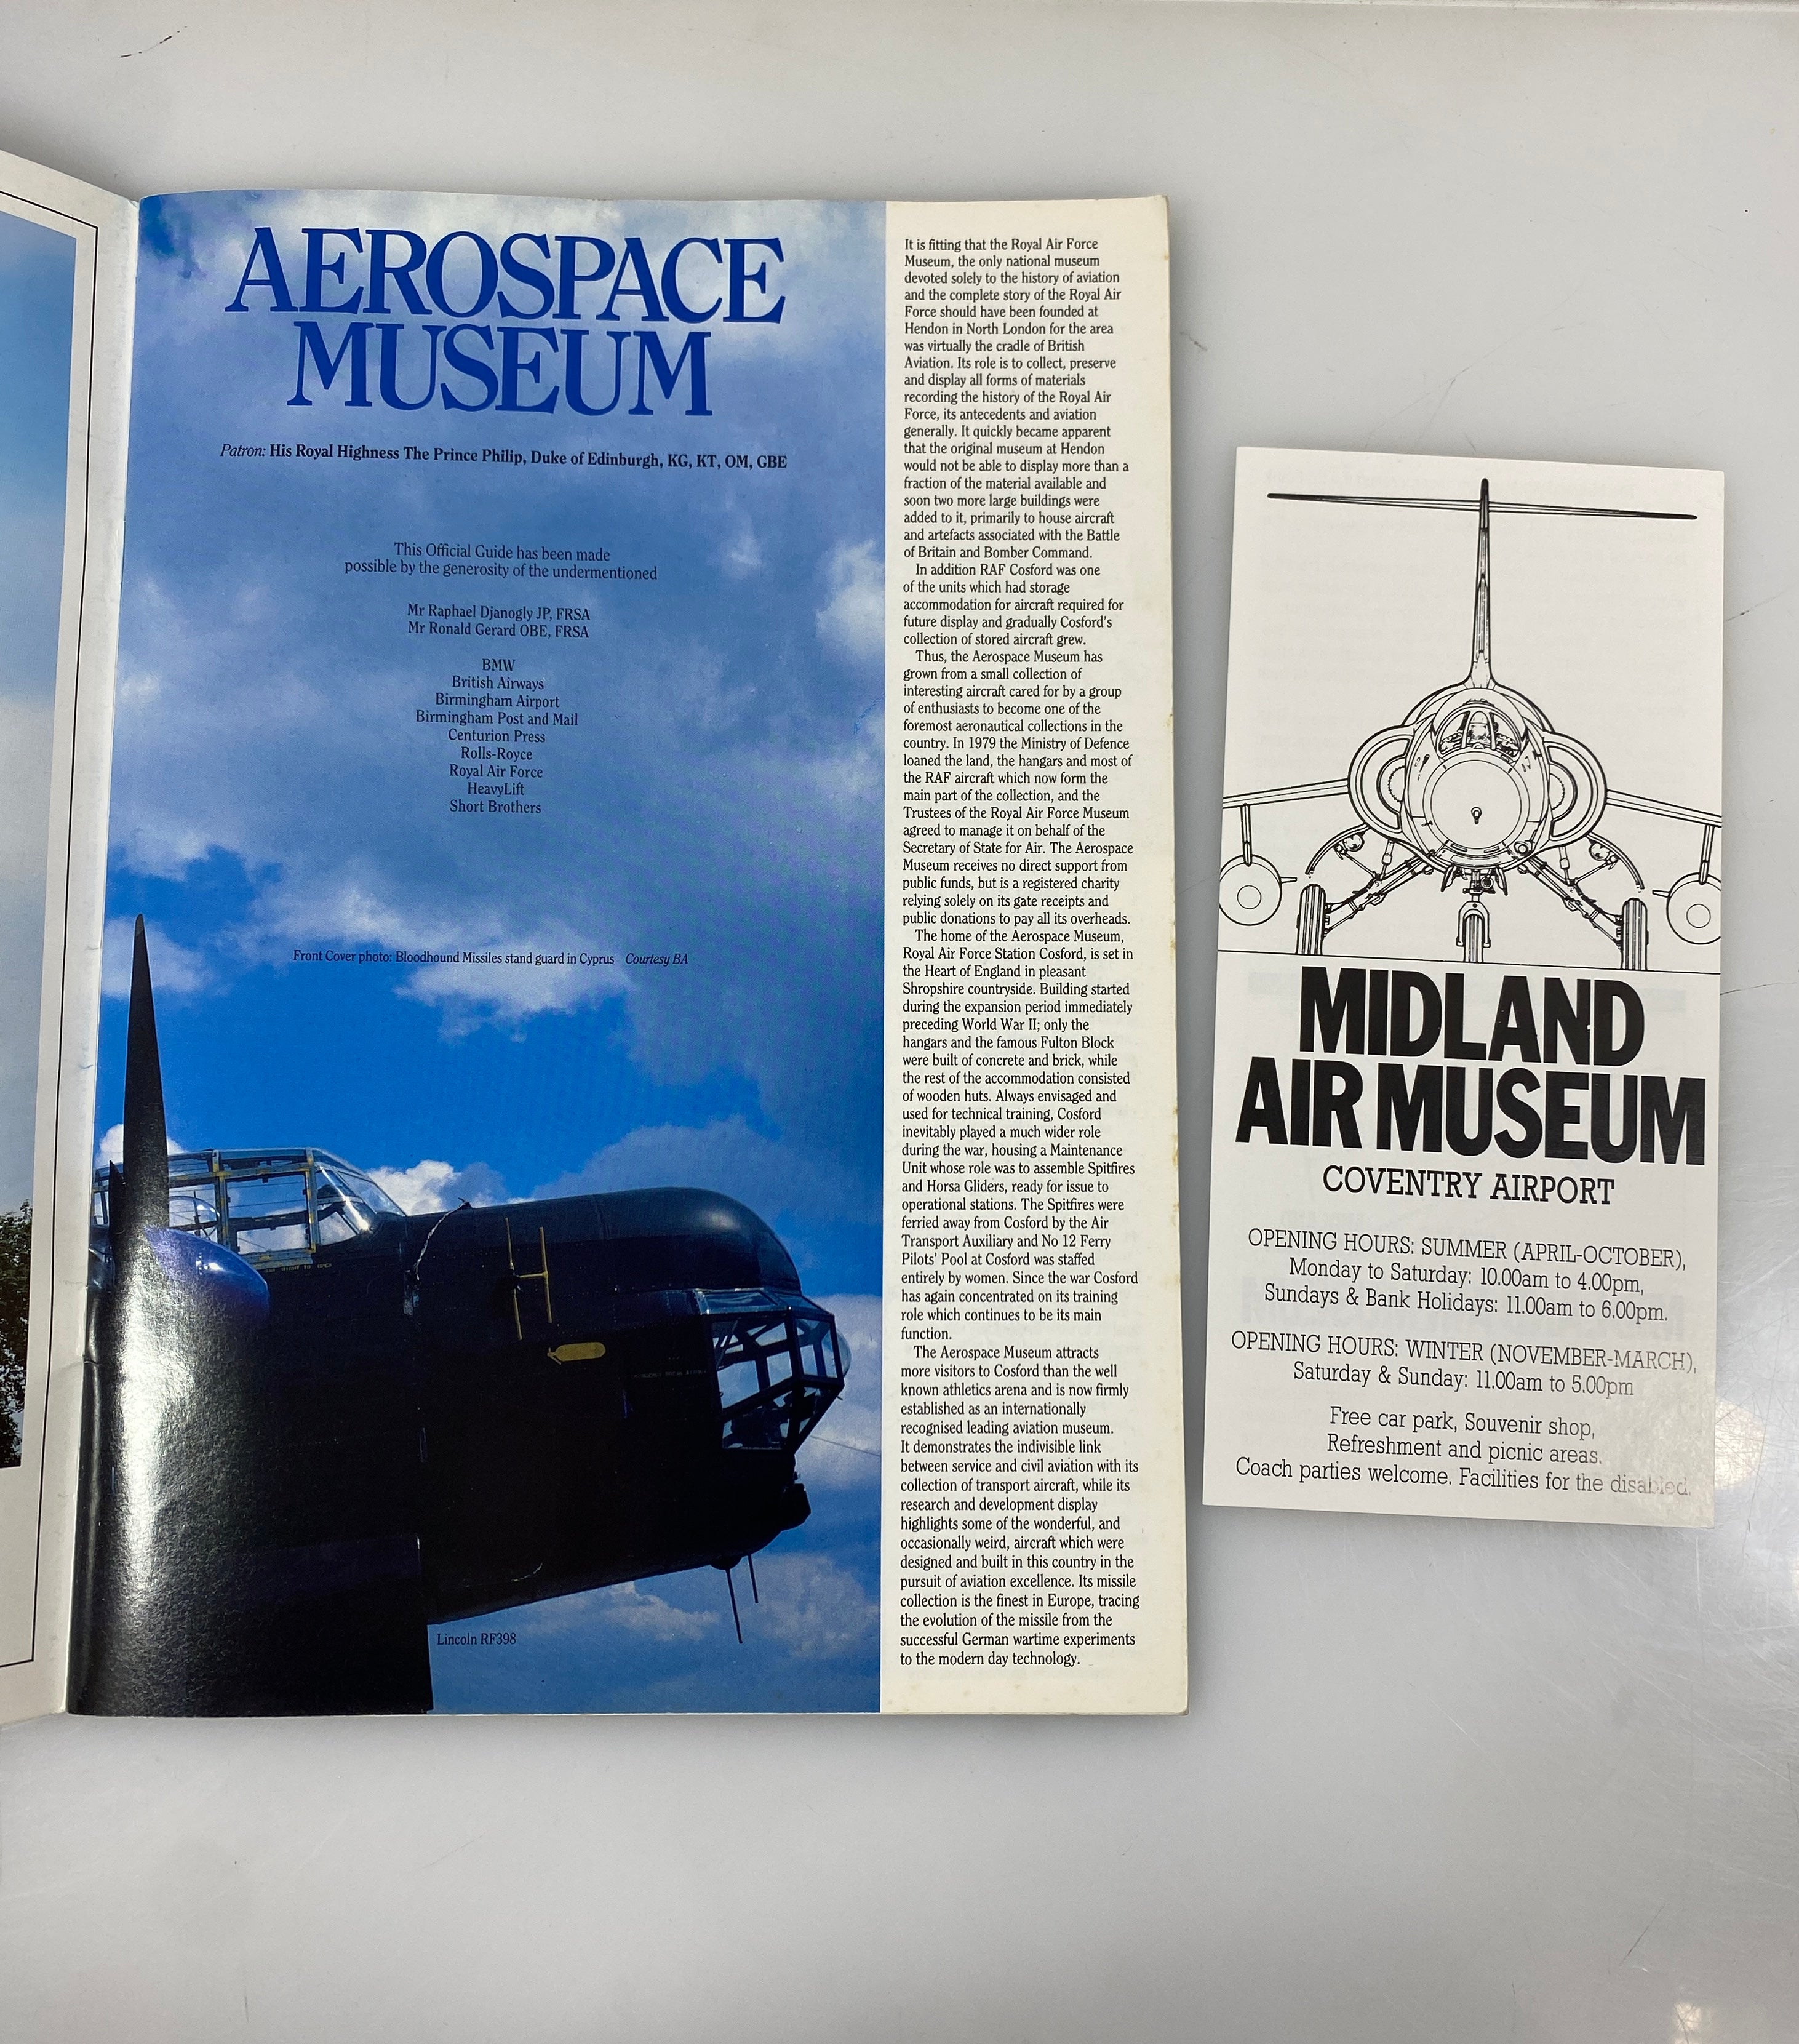 AEROSPACE
MUSEUM
Patron: His Royal Highness The Prince Philip, Duke of Edinburgh, KG, KT, OM, GBE
This Official Guide has been made
possible by the generosity of the undermentioned
Mr Raphael Djanogly JP, FRSA
Mr Ronald Gerard OBE, FRSA
BMW
British Airways
Birmingham Airport
Birmingham Post and Mail
Centurion Press
Rolls-Royce
Royal Air Force
HeavyLift
Short Brothers
Front Cover photo: Bloodhound Missiles stand guard in Cyprus Courtesy BA
Lincoln RF398
It is fitting that the Royal Air Force
Museum, the only national museum
devoted solely to the history of aviation
and the complete story of the Royal Air
Force should have been founded at
Hendon in North London for the area
was virtually the cradle of British
Aviation. Its role is to collect, preserve
and display all forms of materials
recording the history of the Royal Air
Force, its antecedents and aviation
generally. It quickly became apparent
that the original museum at Hendon
would not be able to display more than a
fraction of the material available and
soon two more large buildings were
added to it, primarily to house aircraft
and artefacts associated with the Battle
of Britain and Bomber Command.
In addition RAF Cosford was one
of the units which had storage
accommodation for aircraft required for
future display and gradually Cosford's
collection of stored aircraft grew.
Thus, the Aerospace Museum has
grown from a small collection of
interesting aircraft cared for by a group
of enthusiasts to become one of the
foremost aeronautical collections in the
country. In 1979 the Ministry of Defence
loaned the land, the hangars and most of
the RAF aircraft which now form the
main part of the collection, and the
Trustees of the Royal Air Force Museum
agreed to manage it on behalf of the
Secretary of State for Air. The Aerospace
Museum receives no direct support from
public funds, but is a registered charity
relying solely on its gate receipts and
public donations to pay all its overheads.
The home of the Aerospace Museum,
Royal Air Force Station Cosford, is set in
the Heart of England in pleasant
Shropshire countryside. Building started
during the expansion period immediately
preceding World War II; only the
hangars and the famous Fulton Block
were built of concrete and brick, while
the rest of the accommodation consisted
of wooden huts. Always envisaged and
used for technical training, Cosford
inevitably played a much wider role
during the war, housing a Maintenance
Unit whose role was to assemble Spitfires
and Horsa Gliders, ready for issue to
operational stations. The Spitfires were
ferried away from Cosford by the Air
Transport Auxiliary and No 12 Ferry
Pilots' Pool at Cosford was staffed
entirely by women. Since the war Cosford
has again concentrated on its training
role which continues to be its main
function.
The Aerospace Museum attracts
more visitors to Cosford than the well
known athletics arena and is now firmly
established as an internationally
recognised leading aviation museum.
It demonstrates the indivisible link
between service and civil aviation with its
collection of transport aircraft, while its
research and development display
highlights some of the wonderful, and
occasionally weird, aircraft which were
designed and built in this country in the
pursuit of aviation excellence. Its missile
collection is the finest in Europe, tracing
the evolution of the missile from the
successful German wartime experiments
to the modern day technology.
MIDLAND
AIR MUSEUM
COVENTRY AIRPORT
OPENING HOURS: SUMMER (APRIL-OCTOBER),
Monday to Saturday: 10.00am to 4.00pm,
Sundays & Bank Holidays: 11.00am to 6.00pm.
OPENING HOURS: WINTER (NOVEMBER-MARCH),
Saturday & Sunday: 11.00am to 5.00pm
Free car park, Souvenir shop,
Refreshment and picnic areas.
Coach parties welcome. Facilities for the disabled.